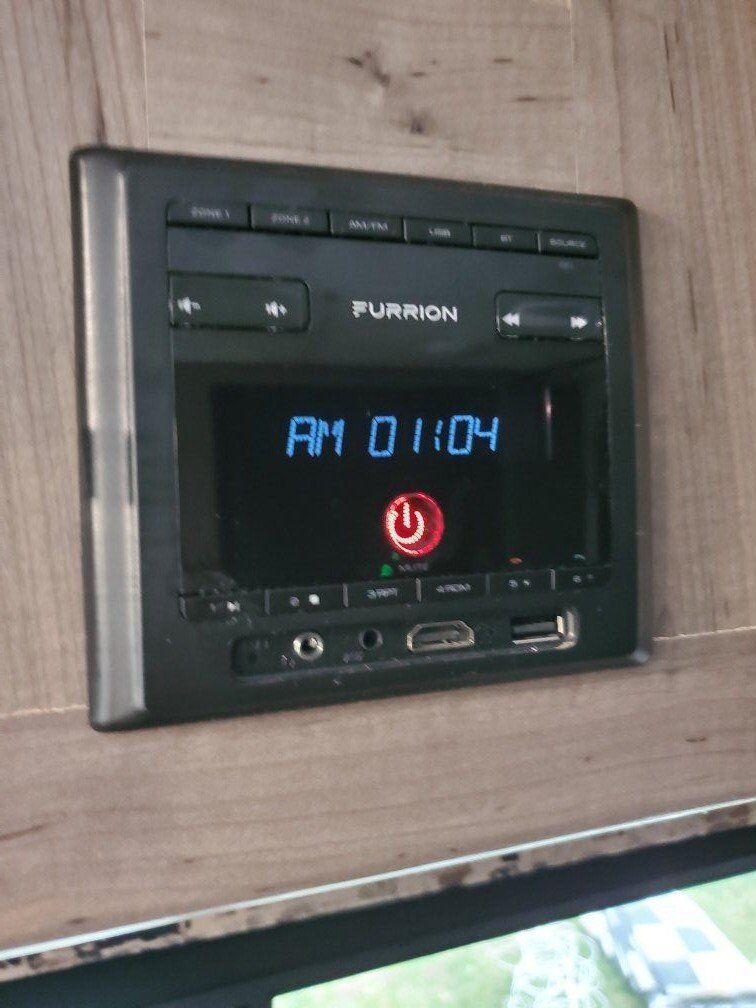 ZONE 1 ZONE 2 AM/FM USB BT SOURCE
FURRION
AM 01:04
MUTE
3/RPT 4/RDM